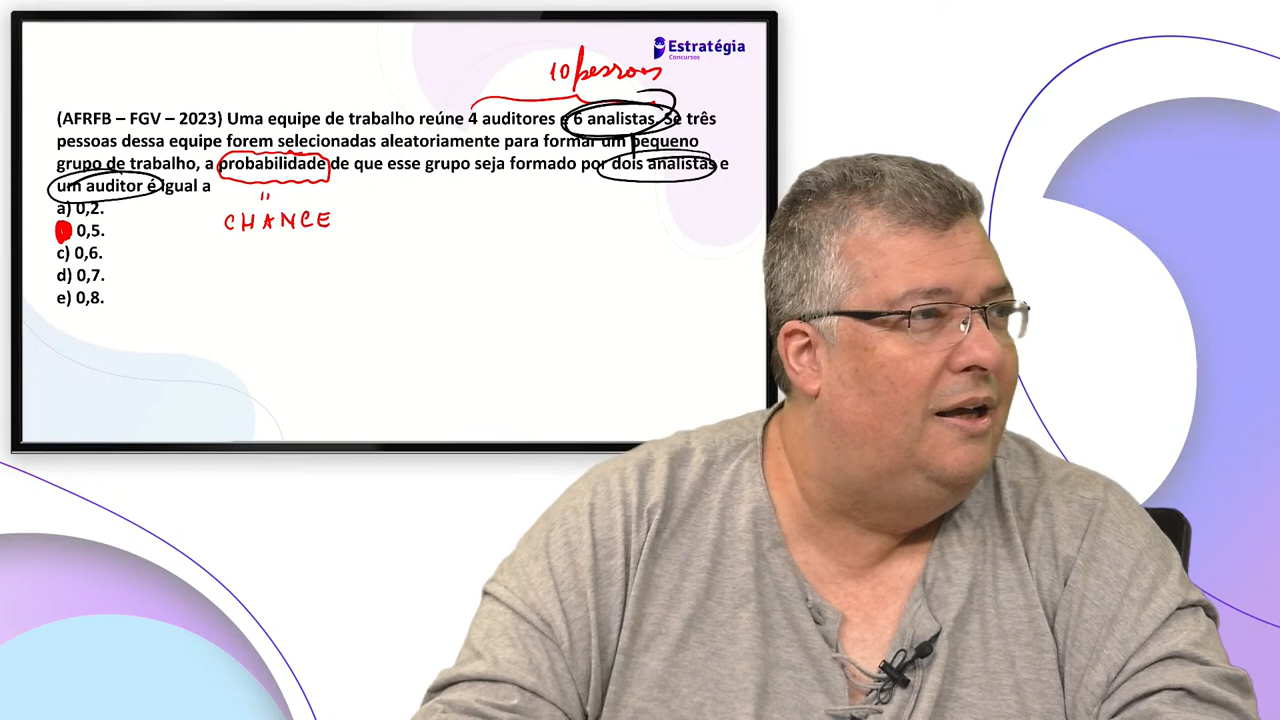 Estratégia
Concursos
10 pessoas
(AFRFB – FGV – 2023) Uma equipe de trabalho reúne 4 auditores e 6 analistas. Se três
pessoas dessa equipe forem selecionadas aleatoriamente para formar um pequeno
grupo de trabalho, a probabilidade de que esse grupo seja formado por dois analistas e
um auditor é igual a
"
a) 0,2.
CHANCE
0,5.
c) 0,6.
d) 0,7.
e) 0,8.